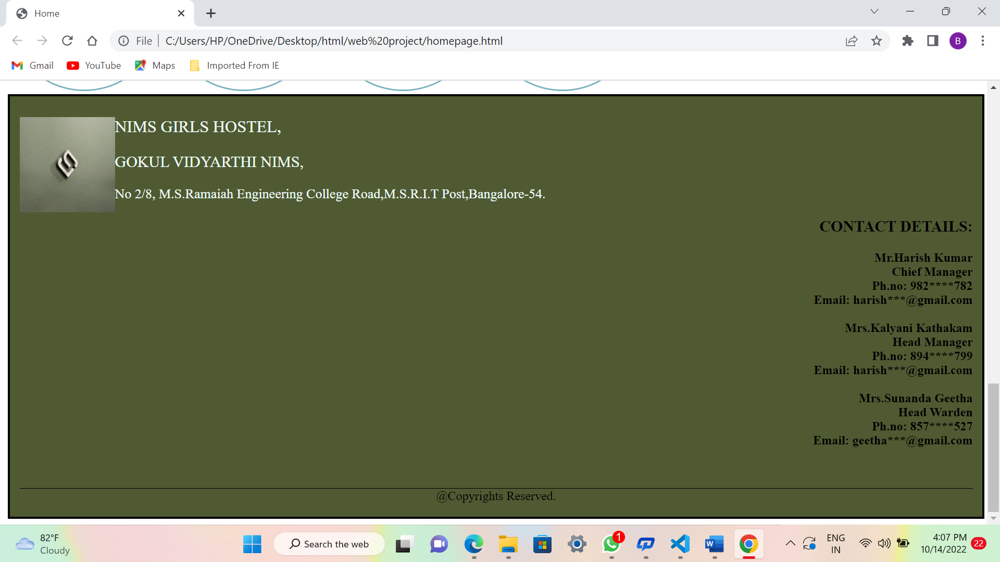 Home
File
C:/Users/HP/OneDrive/Desktop/html/web%20project/homepage.html
B
Gmail
YouTube
Maps
Imported From IE
NIMS GIRLS HOSTEL,
GOKUL VIDYARTHI NIMS,
No 2/8, M.S.Ramaiah Engineering College Road,M.S.R.I.T Post,Bangalore-54.
CONTACT DETAILS:
Mr.Harish Kumar
Chief Manager
Ph.no: 982****782
Email: harish***@gmail.com
Mrs.Kalyani Kathakam
Head Manager
Ph.no: 894****799
Email: harish***@gmail.com
Mrs.Sunanda Geetha
Head Warden
Ph.no: 857****527
Email: geetha***@gmail.com
@Copyrights Reserved.
82°F
Cloudy
Search the web
1
W
ENG
IN
4:07 PM
10/14/2022
22